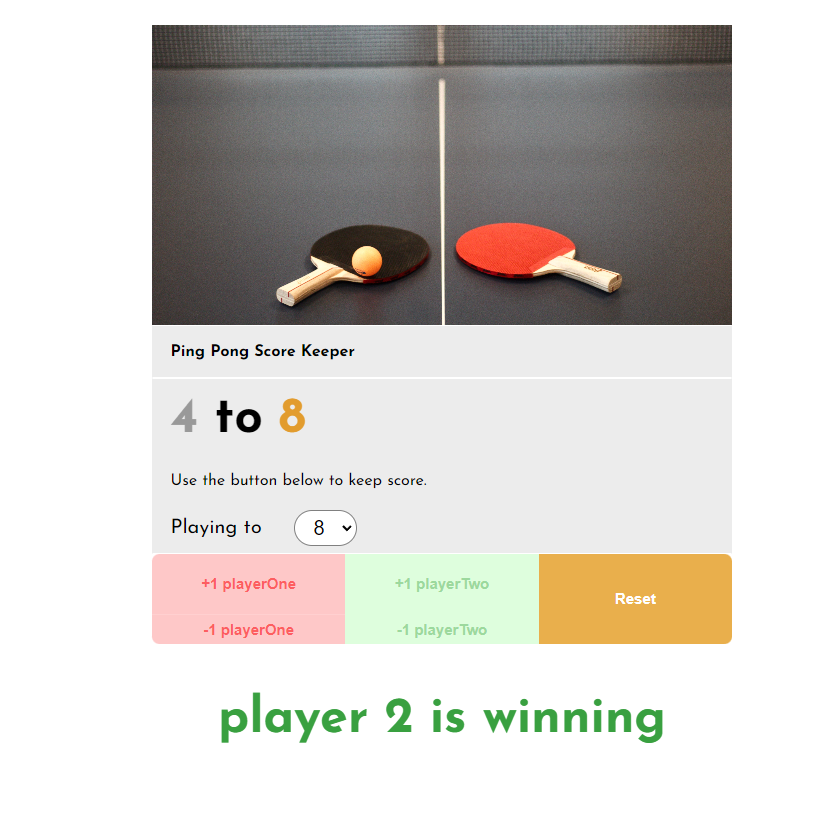 Ping Pong Score Keeper
4 to 8
Use the button below to keep score.
Playing to 8
+1 playerOne +1 playerTwo Reset
-1 playerOne -1 playerTwo
player 2 is winning